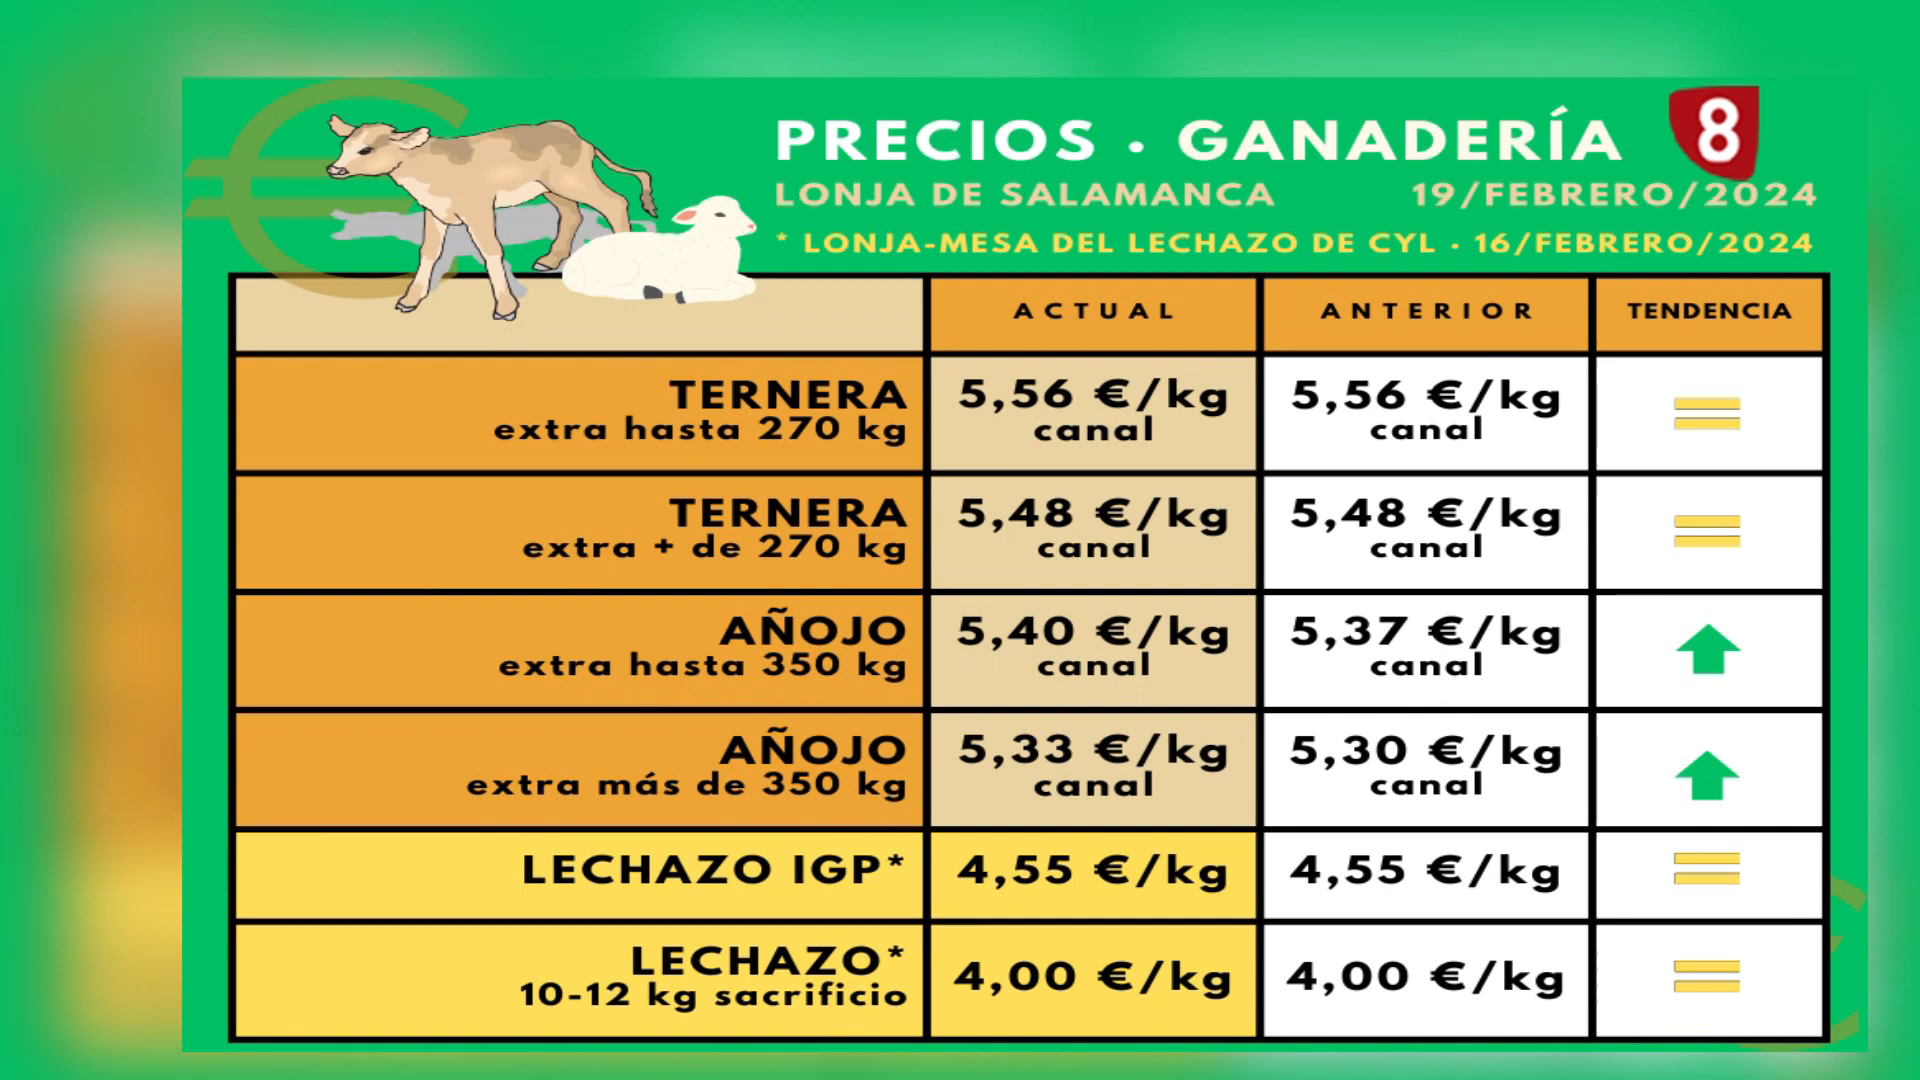 PRECIOS · GANADERÍA 8
LONJA DE SALAMANCA 19/FEBRERO/2024
* LONJA-MESA DEL LECHAZO DE CYL · 16/FEBRERO/2024
ACTUAL ANTERIOR TENDENCIA
TERNERA 5,56 €/kg 5,56 €/kg =
extra hasta 270 kg canal canal
TERNERA 5,48 €/kg 5,48 €/kg =
extra + de 270 kg canal canal
AÑOJO 5,40 €/kg 5,37 €/kg
extra hasta 350 kg canal canal
AÑOJO 5,33 €/kg 5,30 €/kg
extra más de 350 kg canal canal
LECHAZO IGP* 4,55 €/kg 4,55 €/kg =
LECHAZO* 4,00 €/kg 4,00 €/kg =
10-12 kg sacrificio